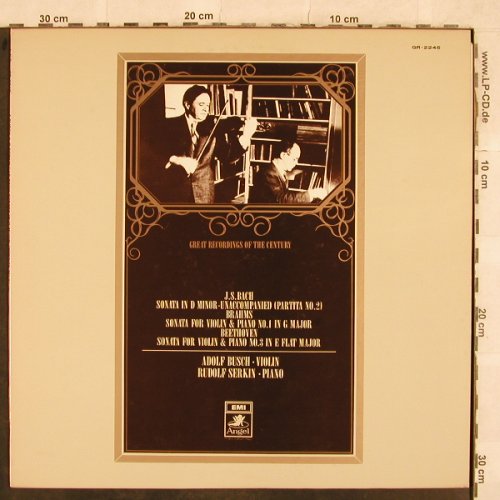 30 cm
20 cm
10 cm
GR-2245
www.LP-CD.de
10 cm
20 cm
30 cm
GREAT RECORDINGS OF THE CENTURY
J.S.BACH
SONATA IN D MINOR-UNACCOMPANIED (PARTITA NO.2)
BRAHMS
SONATA FOR VIOLIN & PIANO NO.1 IN G MAJOR
BEETHOVEN
SONATA FOR VIOLIN & PIANO NO.3 IN E FLAT MAJOR
ADOLF BUSCH·VIOLIN
RUDOLF SERKIN·PIANO
EMI
Angel